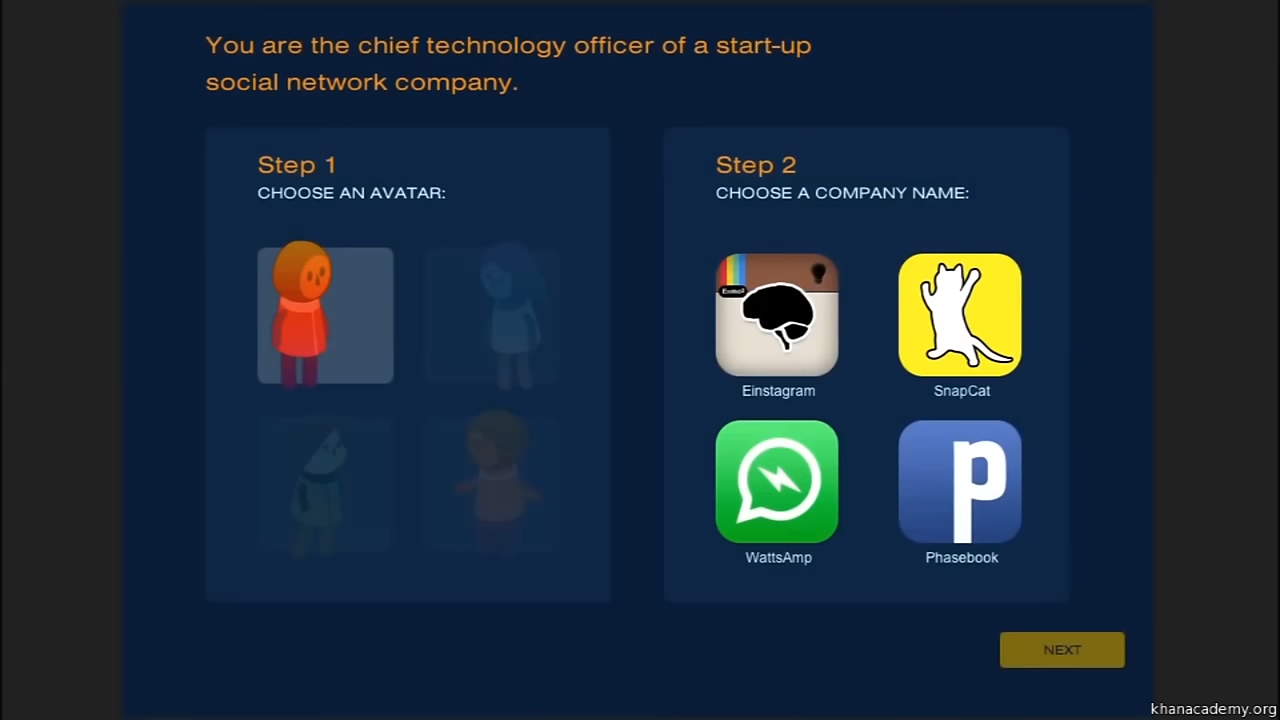 You are the chief technology officer of a start-up
social network company.
Step 1
CHOOSE AN AVATAR:
Step 2
CHOOSE A COMPANY NAME:
Einstagram
SnapCat
WattsAmp
p
Phasebook
NEXT
khanacademy.org